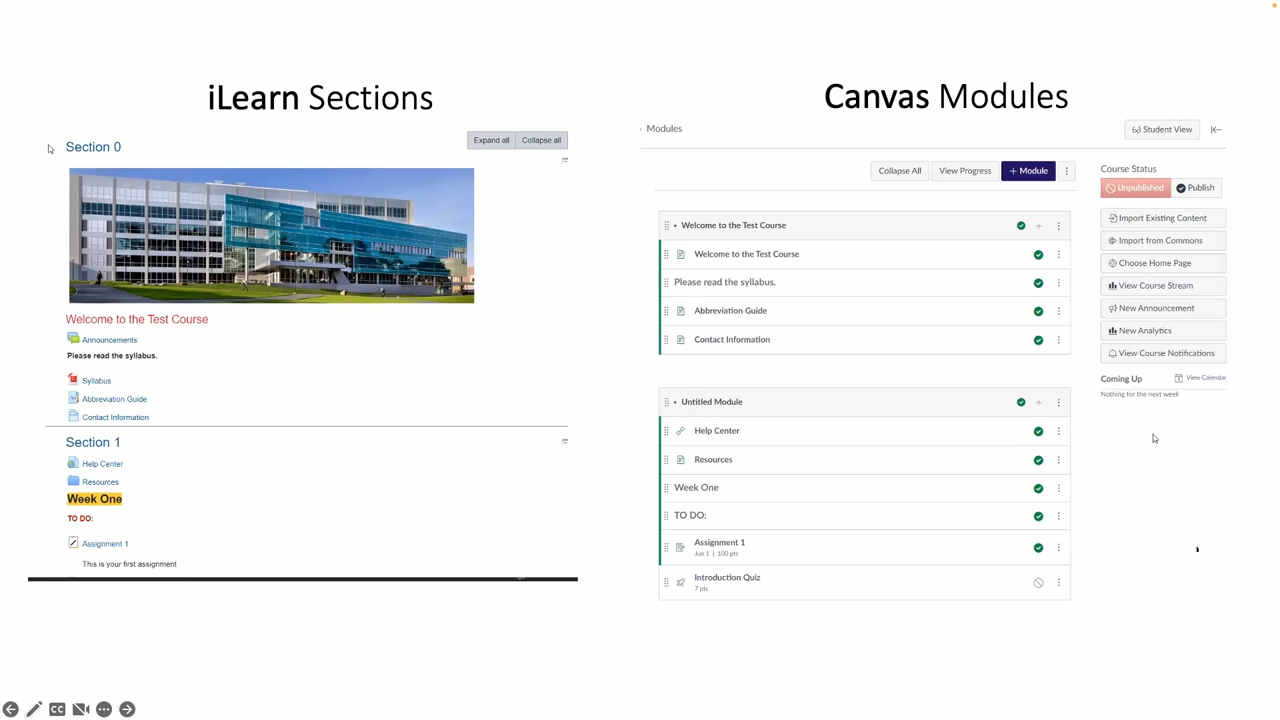 iLearn Sections
Section 0
Expand all
Collapse all
Welcome to the Test Course
Announcements
Please read the syllabus.
Syllabus
Abbreviation Guide
Contact Information
Section 1
Help Center
Resources
Week One
TO DO:
Assignment 1
This is your first assignment
Canvas Modules
Modules
Student View
Collapse All
View Progress
+ Module
Welcome to the Test Course
Welcome to the Test Course
Please read the syllabus.
Abbreviation Guide
Contact Information
Untitled Module
Help Center
Resources
Week One
TO DO:
Assignment 1
Jun 1 | 100 pts
Introduction Quiz
7 pts
Course Status
Unpublished
Publish
Import Existing Content
Import from Commons
Choose Home Page
View Course Stream
New Announcement
New Analytics
View Course Notifications
Coming Up
View Calendar
Nothing for the next week
CC